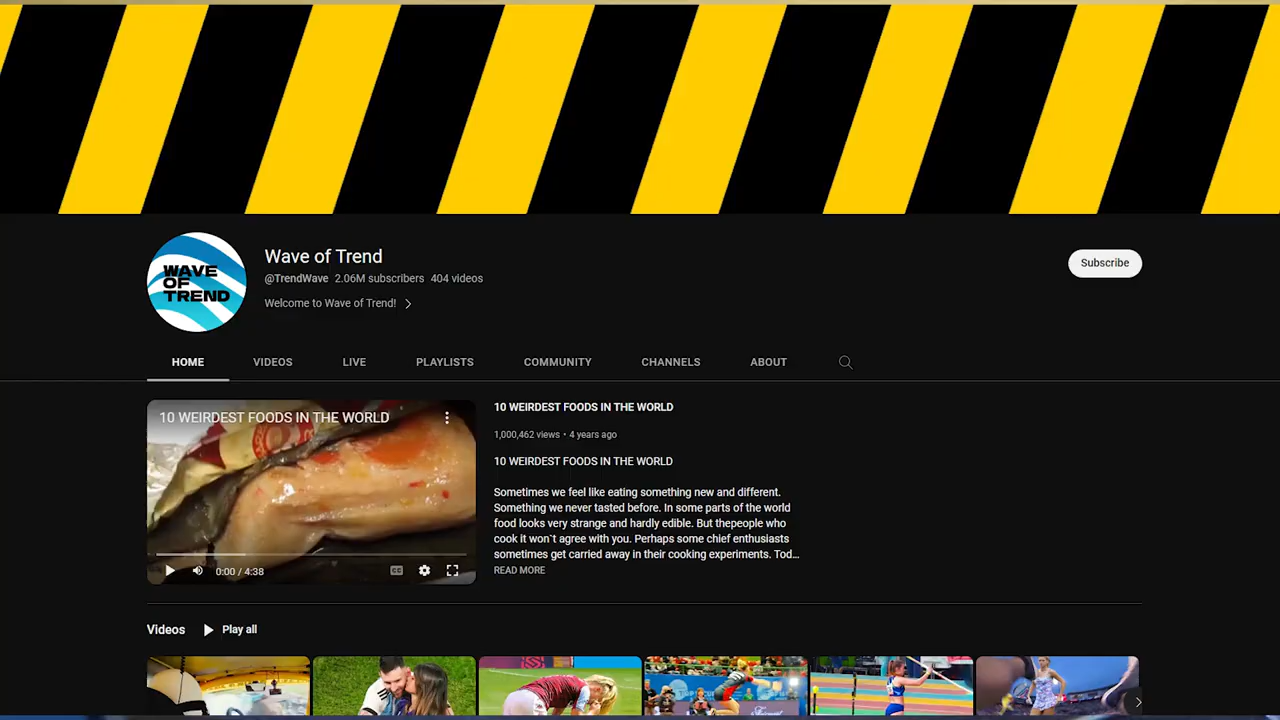 WAVE
OF
TREND
Wave of Trend
@TrendWave 2.06M subscribers 404 videos
Welcome to Wave of Trend!
Subscribe
HOME VIDEOS LIVE PLAYLISTS COMMUNITY CHANNELS ABOUT
10 WEIRDEST FOODS IN THE WORLD
0:00 / 4:38
10 WEIRDEST FOODS IN THE WORLD
1,000,462 views • 4 years ago
10 WEIRDEST FOODS IN THE WORLD
Sometimes we feel like eating something new and different.
Something we never tasted before. In some parts of the world
food looks very strange and hardly edible. But thepeople who
cook it won`t agree with you. Perhaps some chief enthusiasts
sometimes get carried away in their cooking experiments. Tod...
READ MORE
Videos Play all